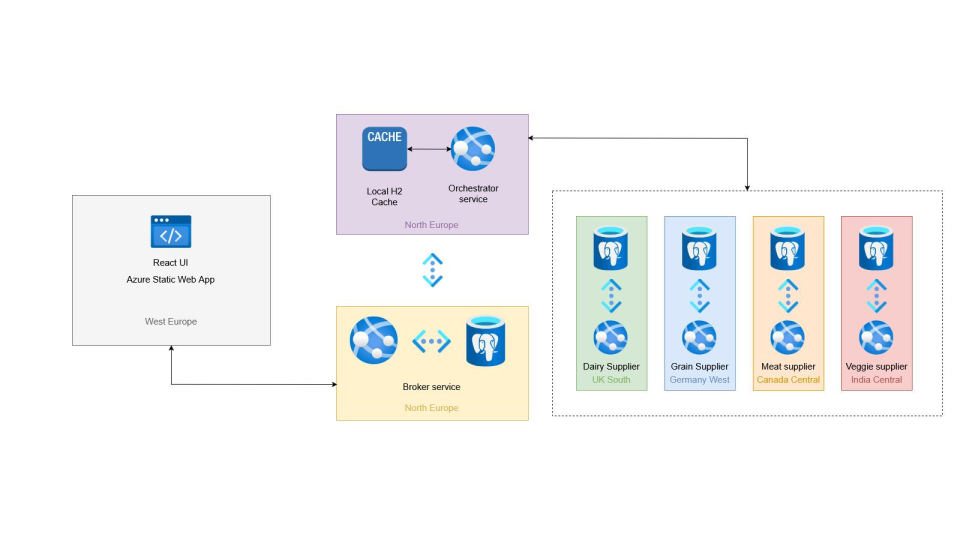 CACHE
Local H2
Cache
Orchestrator
service
North Europe
React UI
Azure Static Web App
West Europe
Broker service
North Europe
Dairy Supplier
UK South
Grain Supplier
Germany West
Meat supplier
Canada Central
Veggie supplier
India Central